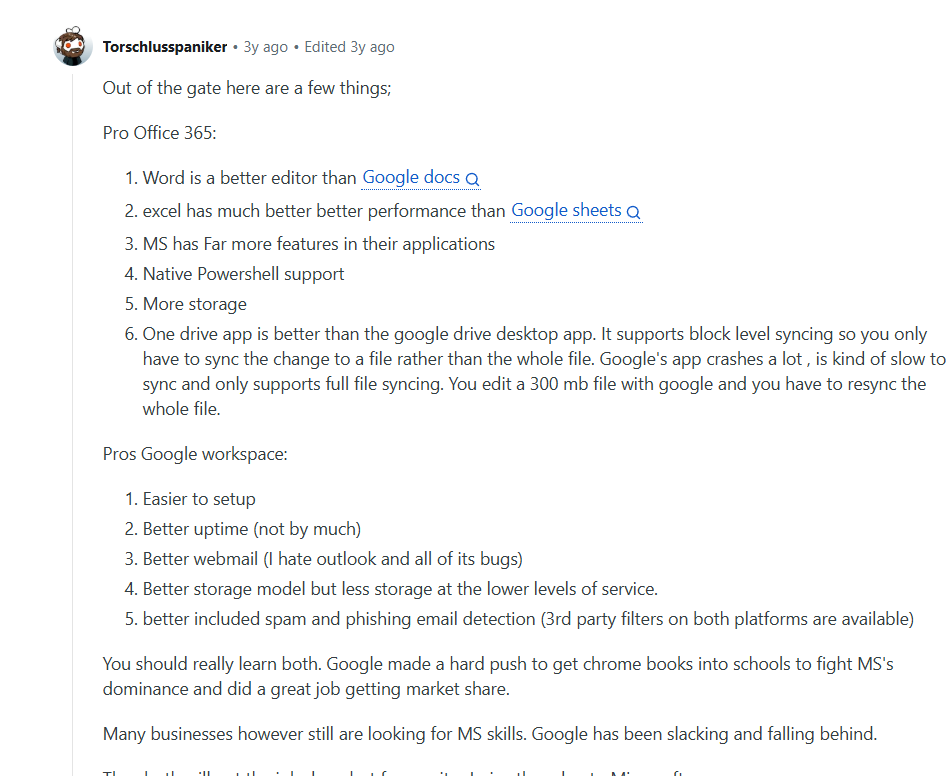 Torschlusspaniker • 3y ago • Edited 3y ago
Out of the gate here are a few things;
Pro Office 365:
1. Word is a better editor than Google docs
2. excel has much better better performance than Google sheets
3. MS has Far more features in their applications
4. Native Powershell support
5. More storage
6. One drive app is better than the google drive desktop app. It supports block level syncing so you only
have to sync the change to a file rather than the whole file. Google's app crashes a lot , is kind of slow to
sync and only supports full file syncing. You edit a 300 mb file with google and you have to resync the
whole file.
Pros Google workspace:
1. Easier to setup
2. Better uptime (not by much)
3. Better webmail (I hate outlook and all of its bugs)
4. Better storage model but less storage at the lower levels of service.
5. better included spam and phishing email detection (3rd party filters on both platforms are available)
You should really learn both. Google made a hard push to get chrome books into schools to fight MS's
dominance and did a great job getting market share.
Many businesses however still are looking for MS skills. Google has been slacking and falling behind.